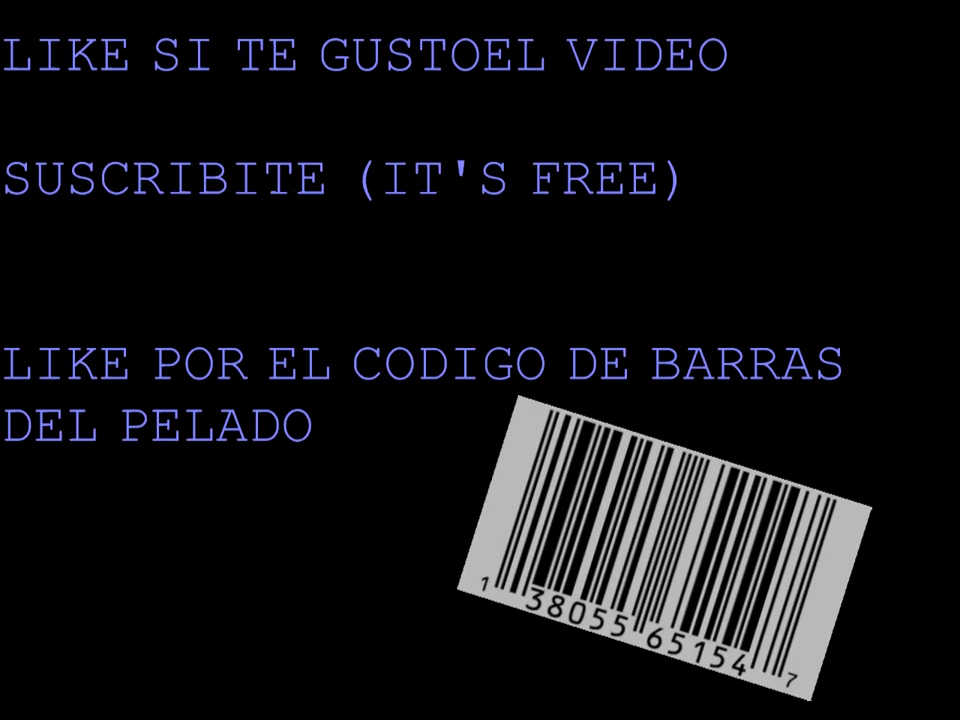 LIKE SI TE GUSTOEL VIDEO
SUSCRIBITE (IT'S FREE)
LIKE POR EL CODIGO DE BARRAS
DEL PELADO
1 38055 65154 7